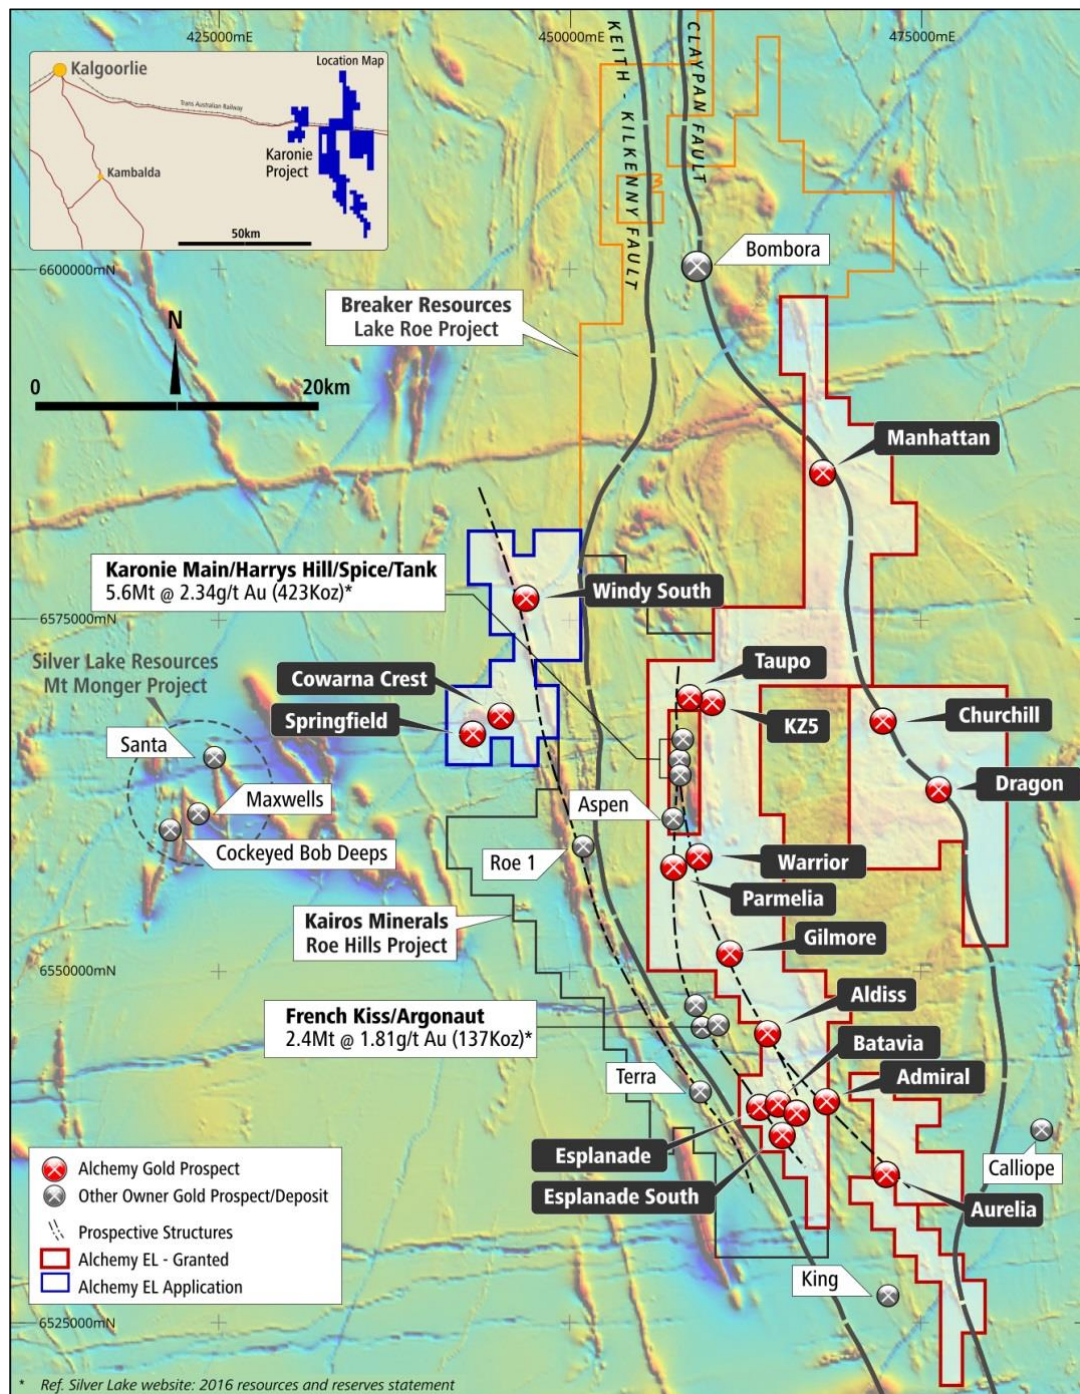 425000mE
450000mE
475000mE
KEITH - KILKENNY FAULT
CLAYPAN FAULT
Location Map
Kalgoorlie
Trans Australian Railway
Karonie
Project
Kambalda
50km
Bombora
6600000mN
Breaker Resources
Lake Roe Project
N
0
20km
Manhattan
Karonie Main/Harrys Hill/Spice/Tank
5.6Mt @ 2.34g/t Au (423Koz)*
Windy South
6575000mN
Silver Lake Resources
Mt Monger Project
Cowarna Crest
Taupo
Springfield
KZ5
Churchill
Santa
Dragon
Maxwells
Aspen
Cockeyed Bob Deeps
Roe 1
Warrior
Parmelia
Kairos Minerals
Roe Hills Project
Gilmore
6550000mN
Aldiss
French Kiss/Argonaut
2.4Mt @ 1.81g/t Au (137Koz)*
Batavia
Terra
Admiral
Esplanade
Calliope
Esplanade South
Aurelia
King
Alchemy Gold Prospect
Other Owner Gold Prospect/Deposit
Prospective Structures
Alchemy EL - Granted
Alchemy EL Application
6525000mN
* Ref. Silver Lake website: 2016 resources and reserves statement